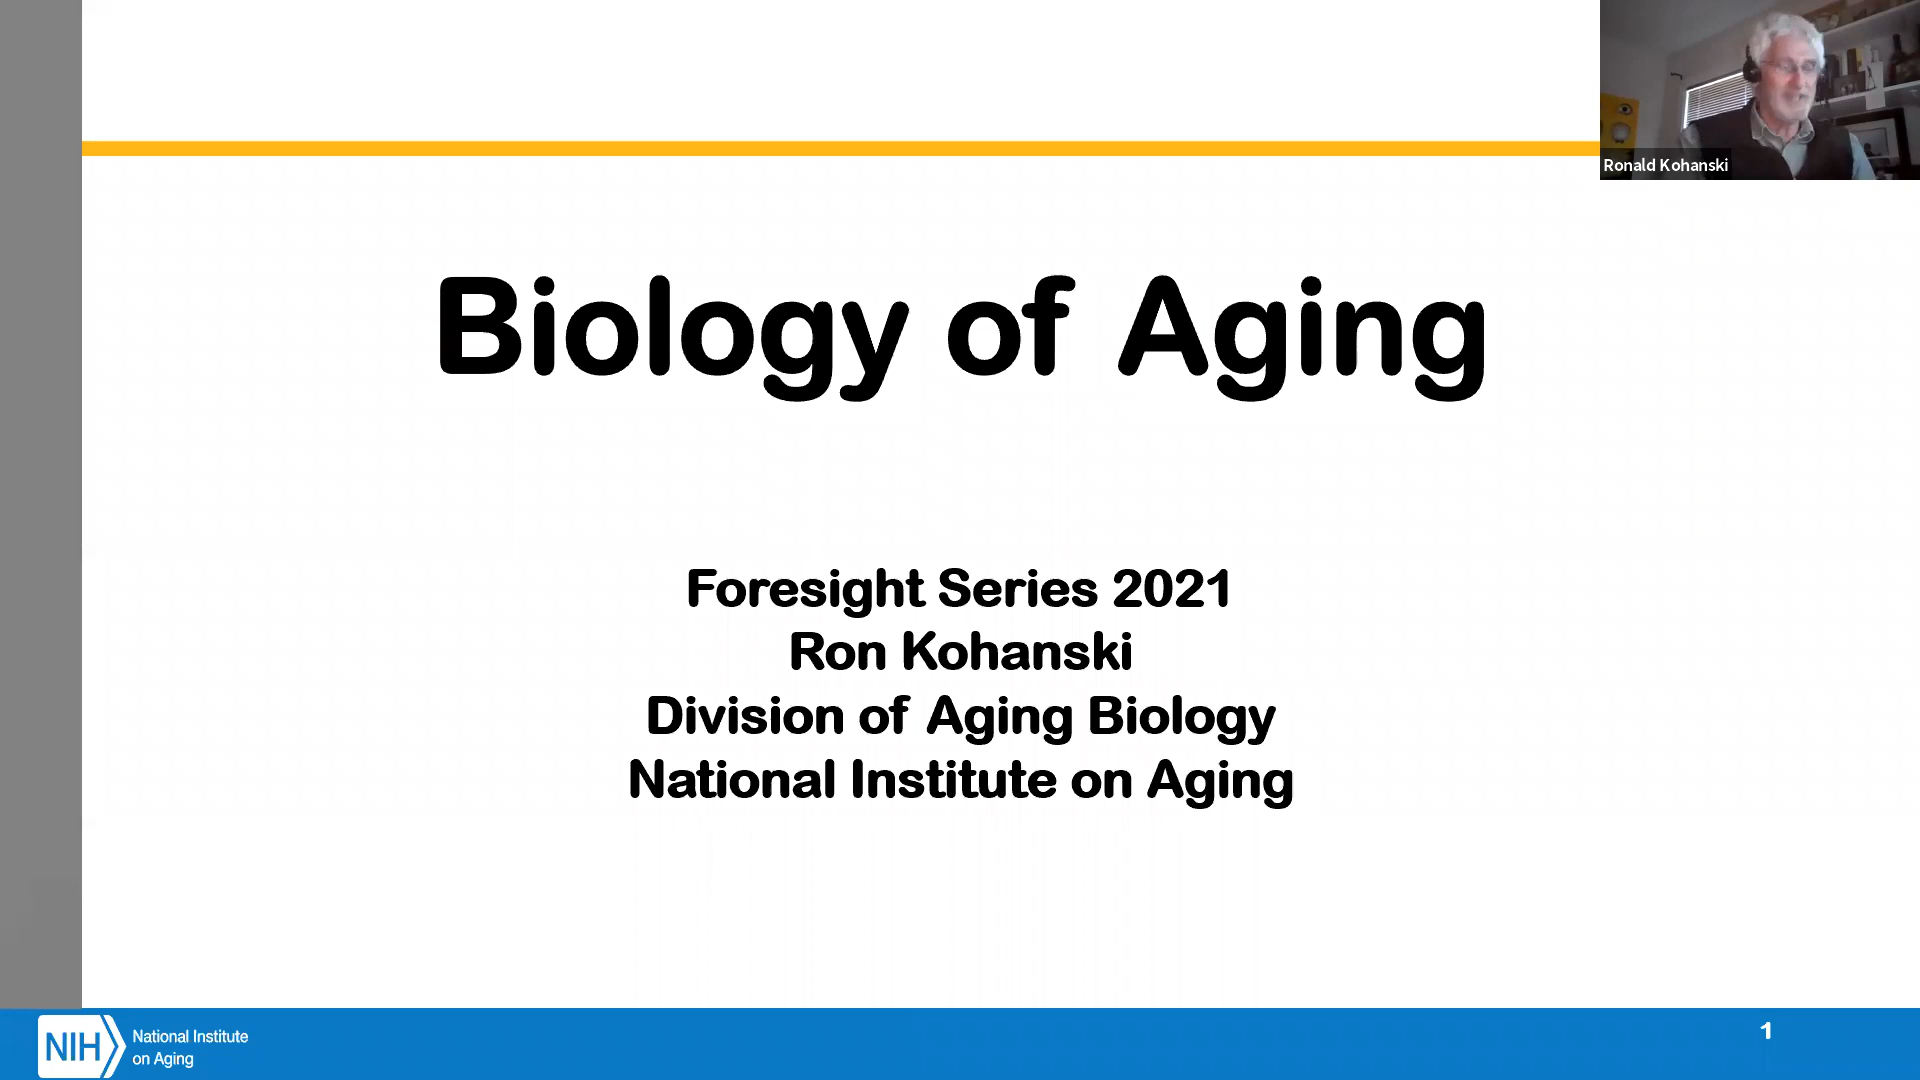 Ronald Kohanski
Biology of Aging
Foresight Series 2021
Ron Kohanski
Division of Aging Biology
National Institute on Aging
NIH
National Institute
on Aging
1